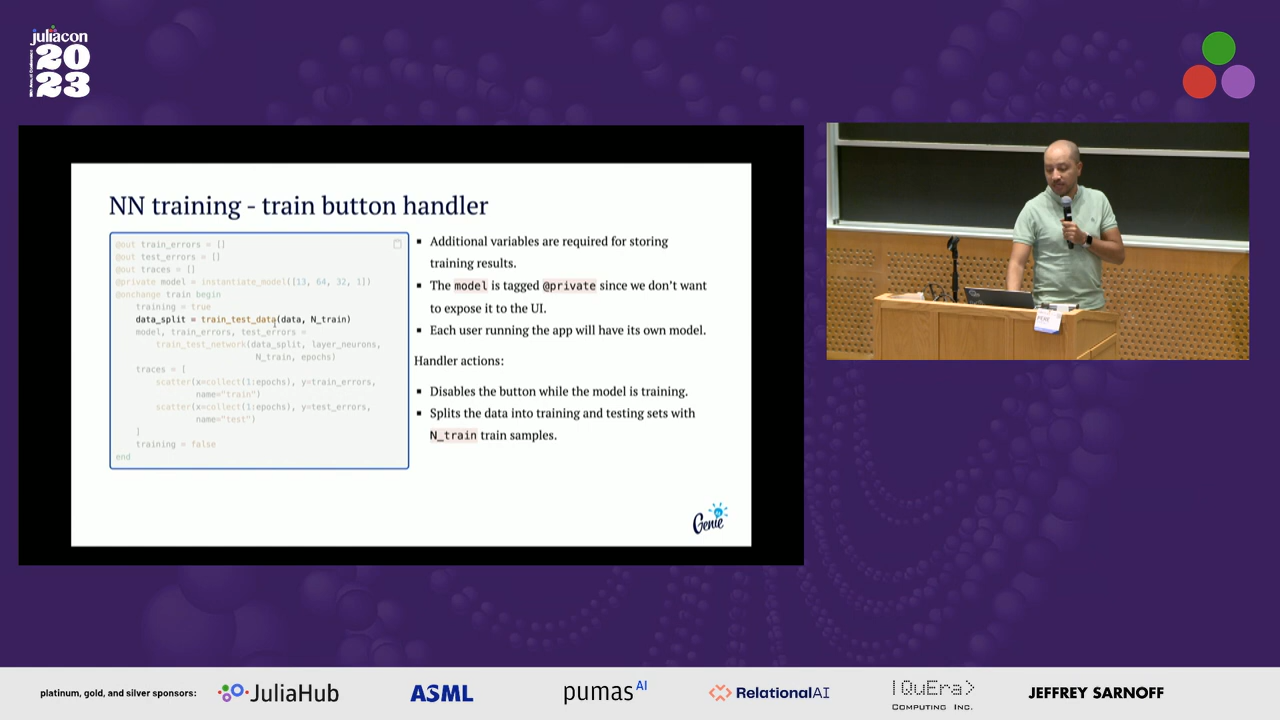 juliacon
20
23
NN training - train button handler
@out train_errors = []
@out test_errors = []
@out traces = []
@private model = instantiate_model([13, 64, 32, 1])
@onchange train begin
training = true
data_split = train_test_data(data, N_train)
model, train_errors, test_errors =
train_test_network(data_split, layer_neurons,
N_train, epochs)
traces = [
scatter(x=collect(1:epochs), y=train_errors,
name="train")
scatter(x=collect(1:epochs), y=test_errors,
name="test")
]
training = false
end
▪ Additional variables are required for storing
training results.
▪ The model is tagged @private since we don't want
to expose it to the UI.
▪ Each user running the app will have its own model.
Handler actions:
▪ Disables the button while the model is training.
▪ Splits the data into training and testing sets with
N_train train samples.
Genie
platinum, gold, and silver sponsors:
JuliaHub
ASML
pumasAI
RelationalAI
|QuEra>
COMPUTING INC.
JEFFREY SARNOFF